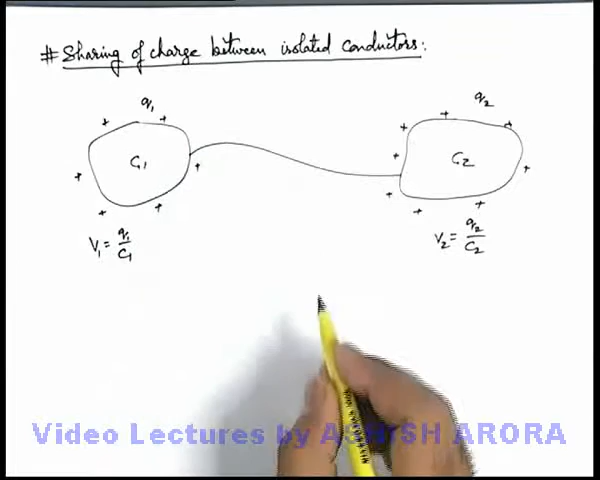 # Sharing of charge between isolated conductors:
q₁
q₂
+ + + + + + +
+ + + + + + + +
C₁
C₂
V₁ = q₁/C₁
V₂ = q₂/C₂
Video Lectures by ASHISH ARORA